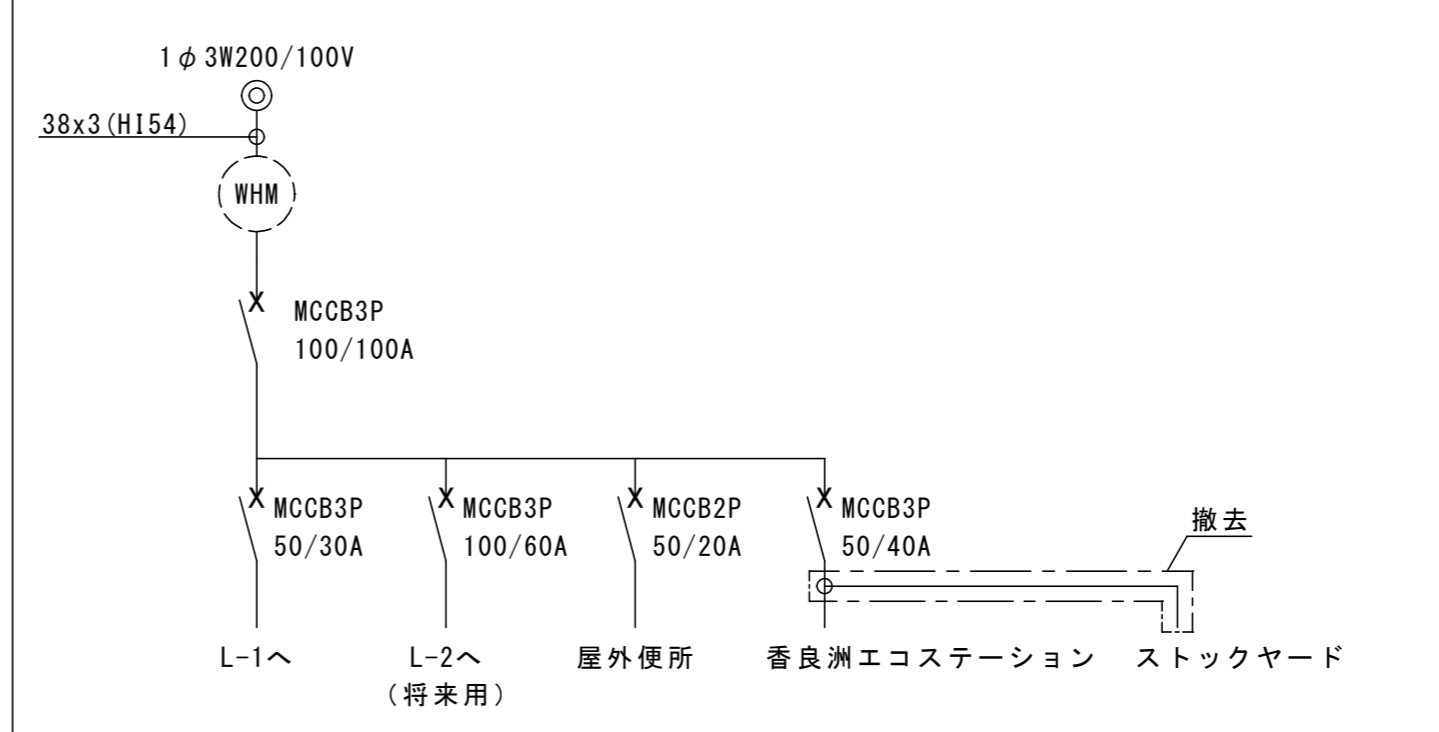 1φ3W200/100V
38x3(HI54)
WHM
MCCB3P
100/100A
MCCB3P
50/30A
MCCB3P
100/60A
MCCB2P
50/20A
MCCB3P
50/40A
撤去
L-1へ
L-2へ
(将来用)
屋外便所
香良洲エコステーション
ストックヤード